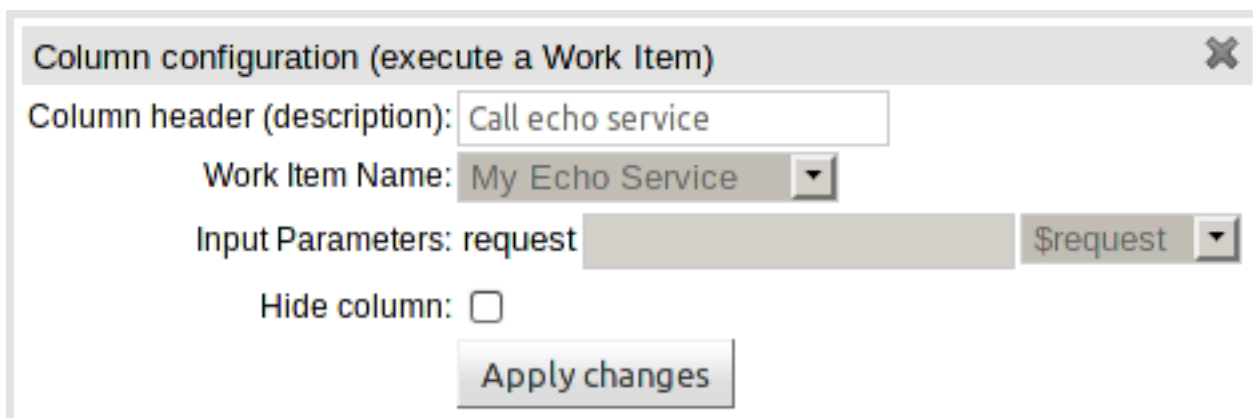 Column configuration (execute a Work Item)
Column header (description): Call echo service
Work Item Name: My Echo Service
Input Parameters: request $request
Hide column:
Apply changes